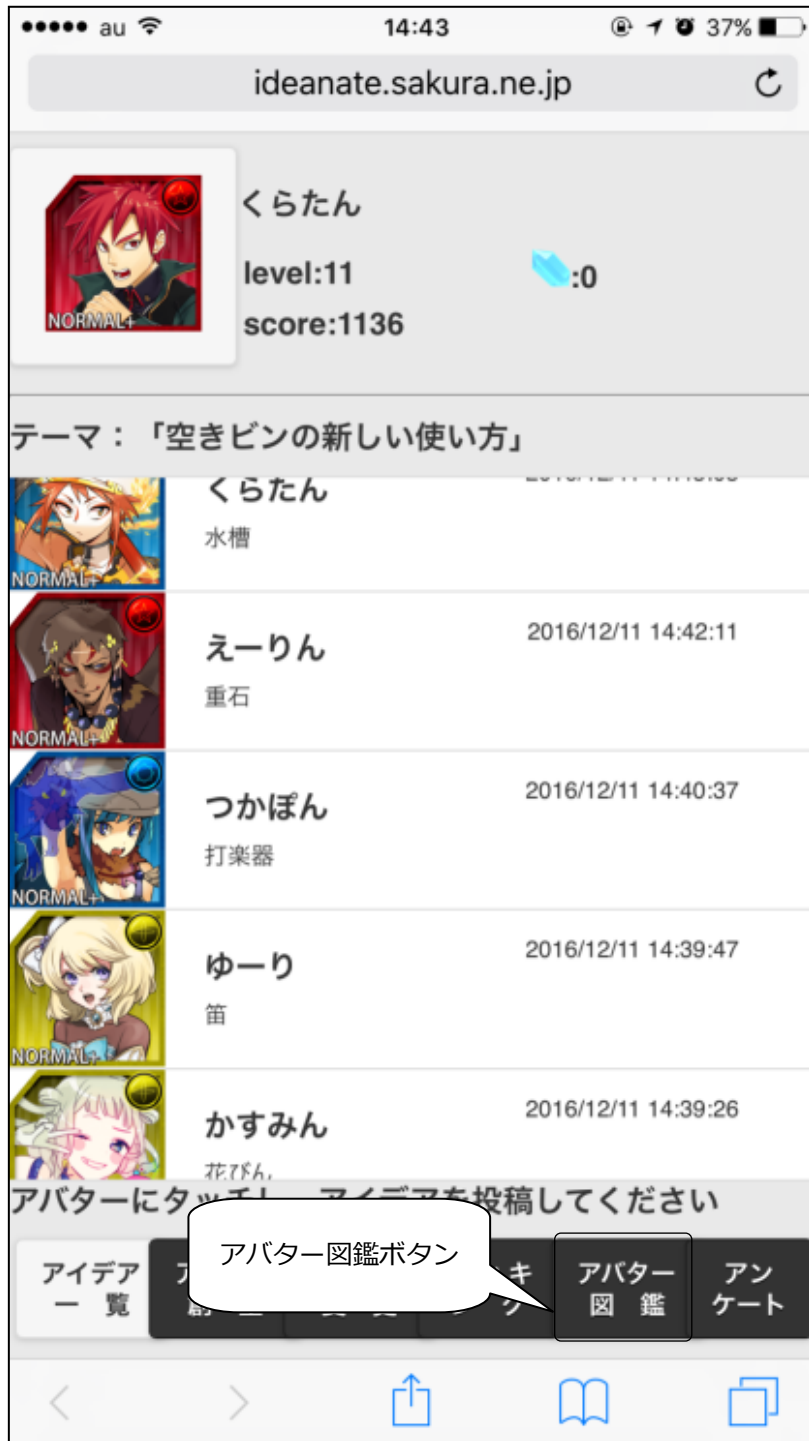 au 14:43 37%
ideanate.sakura.ne.jp
くらたん
level:11 :0
score:1136
NORMAL+
テーマ：「空きビンの新しい使い方」
くらたん
水槽
NORMAL+
えーりん 2016/12/11 14:42:11
重石
NORMAL+
つかぽん 2016/12/11 14:40:37
打楽器
NORMAL+
ゆーり 2016/12/11 14:39:47
笛
NORMAL+
かすみん 2016/12/11 14:39:26
花びん
アバターにタッチし アイデアを投稿してください
アバター図鑑ボタン
アイデア
一 覧
アバター
図 鑑
アン
ケート